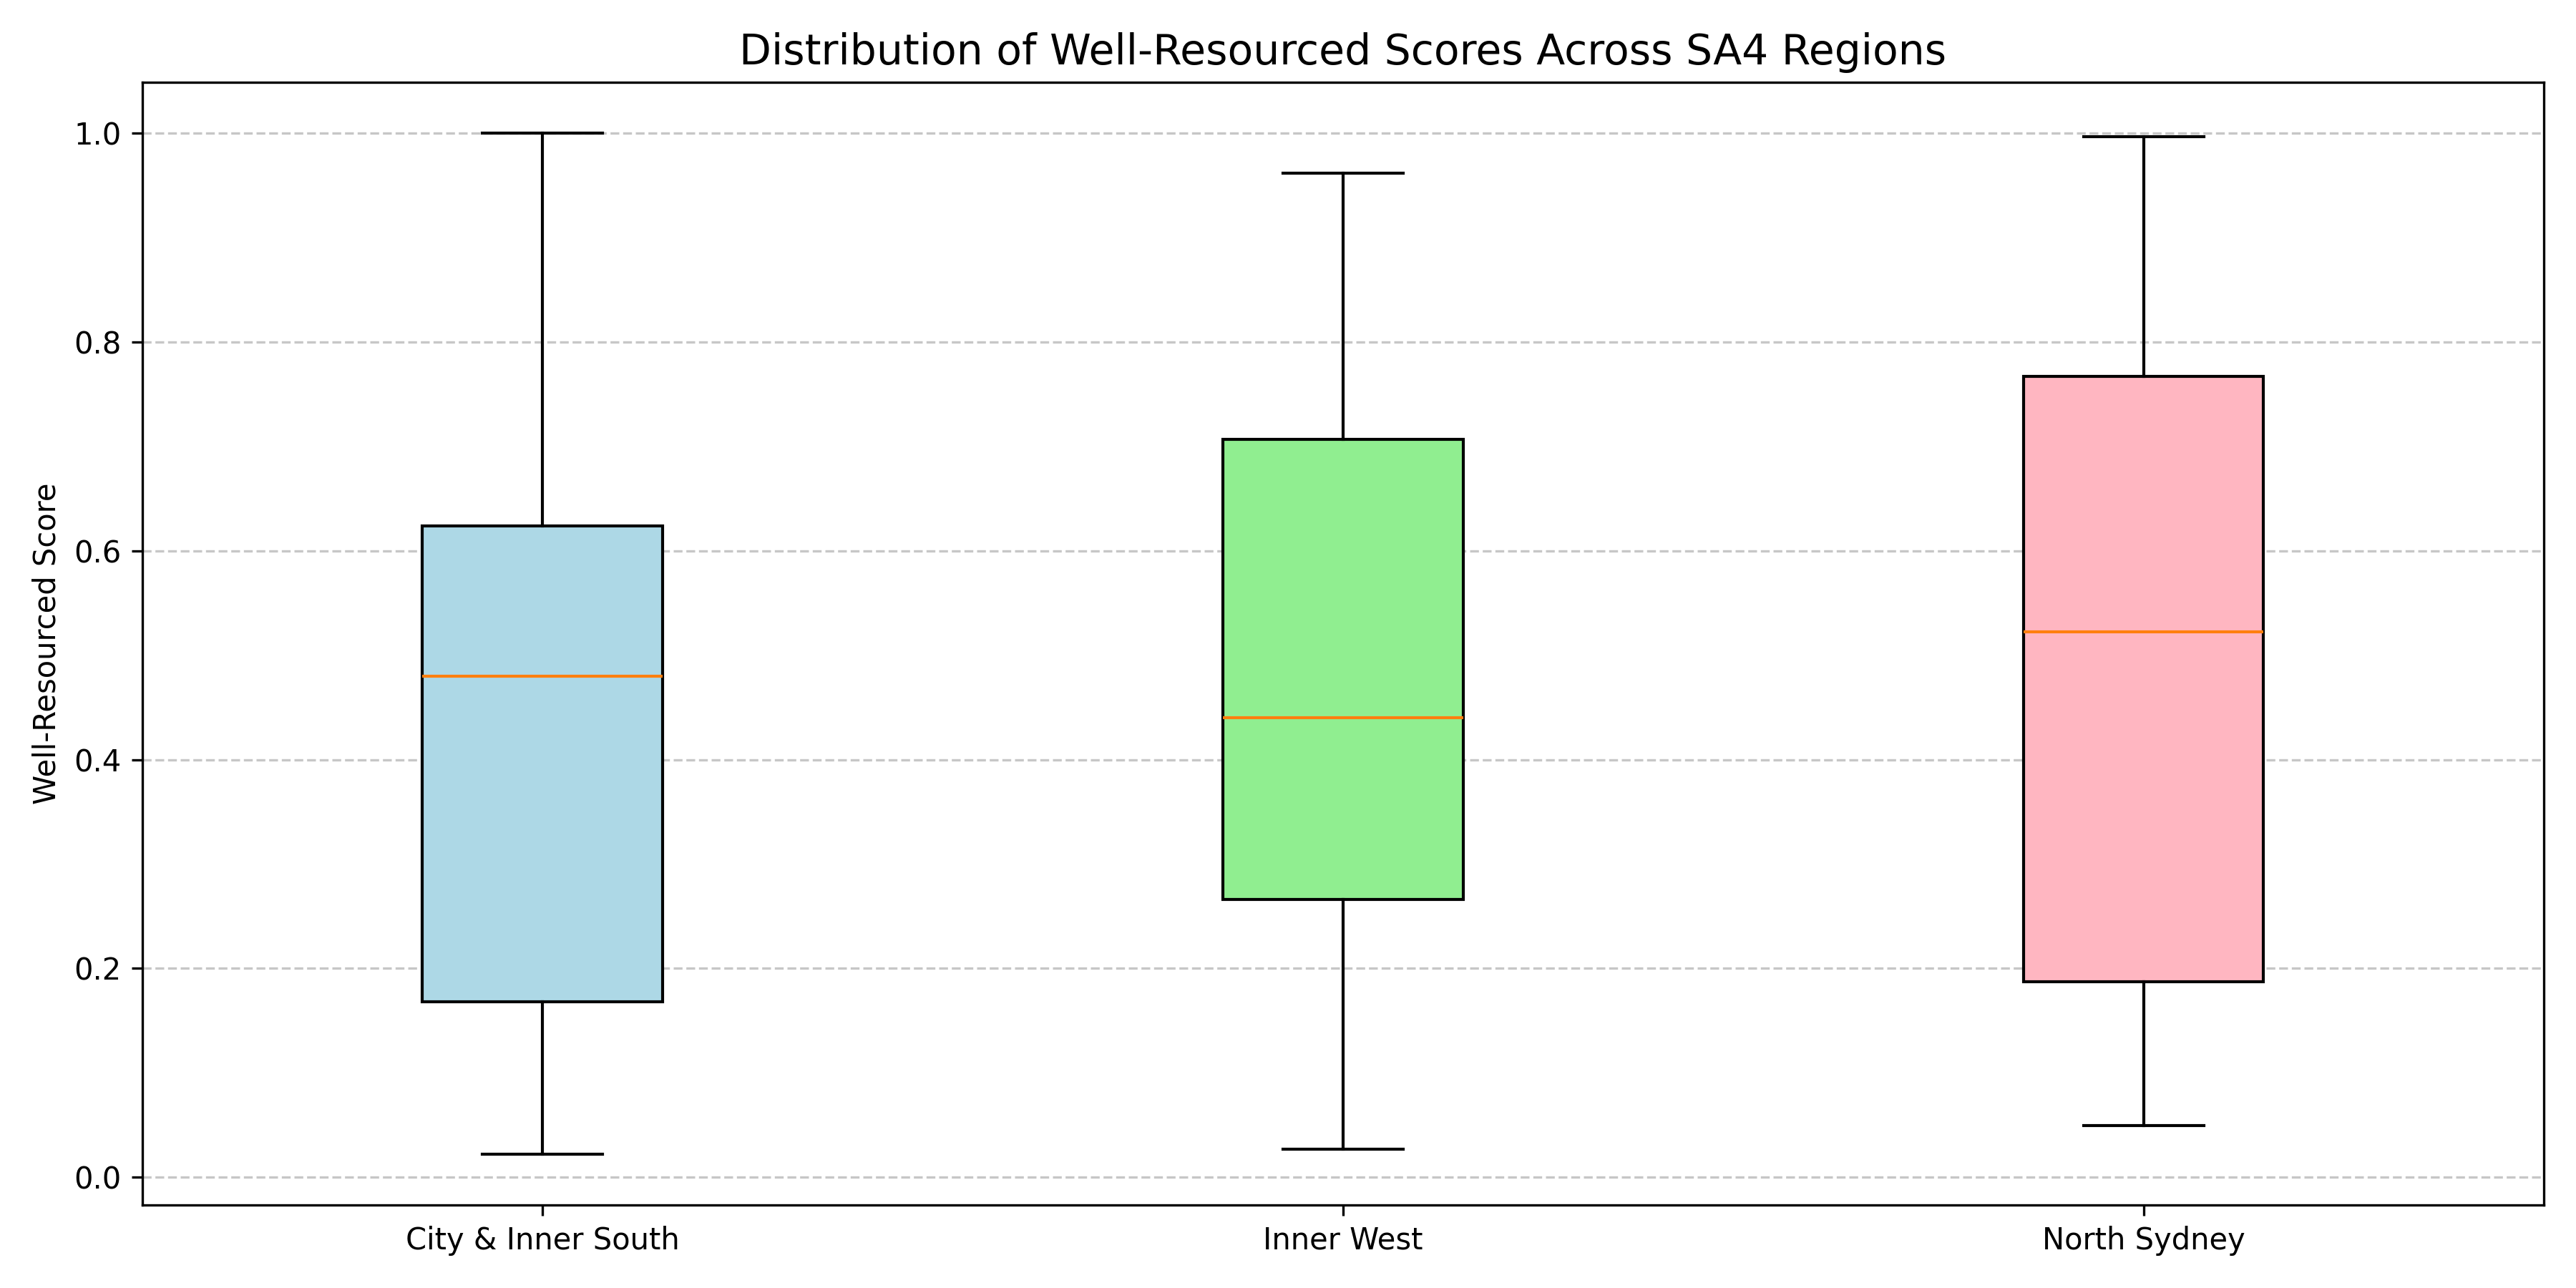 Distribution of Well-Resourced Scores Across SA4 Regions
Well-Resourced Score
1.0
0.8
0.6
0.4
0.2
0.0
City & Inner South
Inner West
North Sydney